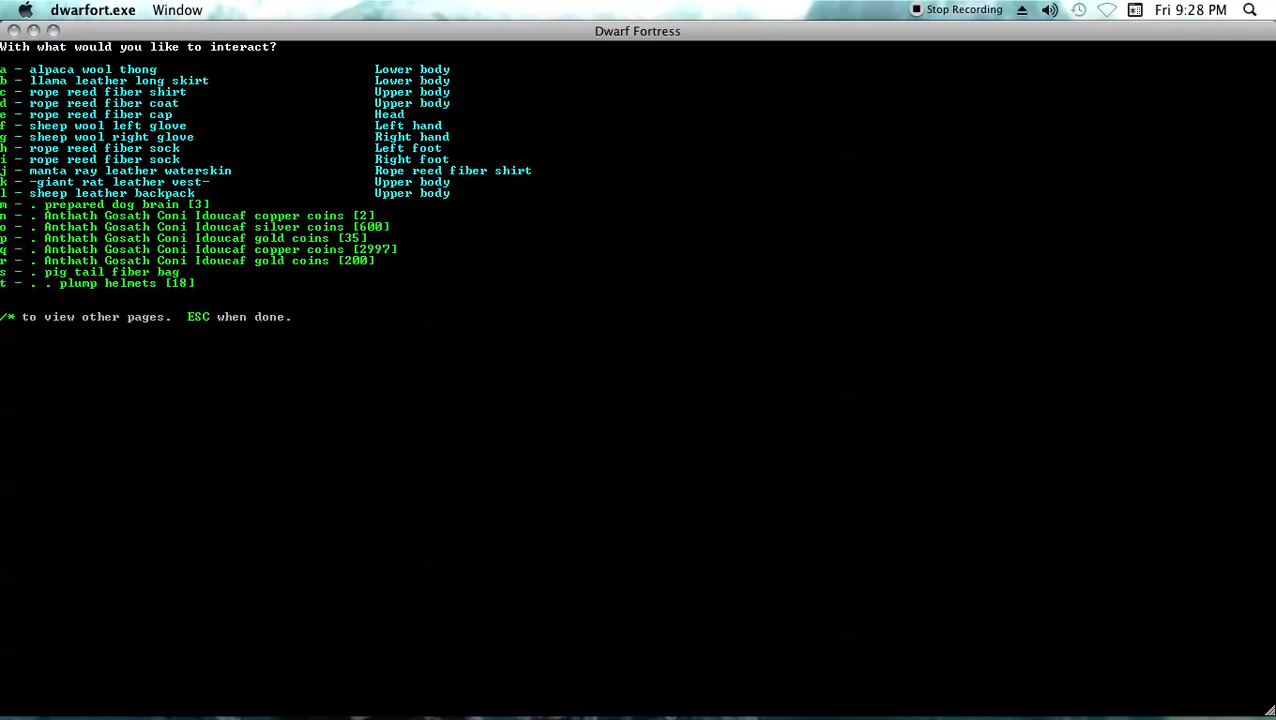 dwarfort.exe Window Stop Recording Fri 9:28 PM
Dwarf Fortress
With what would you like to interact?
a - alpaca wool thong Lower body
b - llama leather long skirt Lower body
c - rope reed fiber shirt Upper body
d - rope reed fiber coat Upper body
e - rope reed fiber cap Head
f - sheep wool left glove Left hand
g - sheep wool right glove Right hand
h - rope reed fiber sock Left foot
i - rope reed fiber sock Right foot
j - manta ray leather waterskin Rope reed fiber shirt
k - -giant rat leather vest- Upper body
l - sheep leather backpack Upper body
m - . prepared dog brain [3]
n - . Anthath Gosath Coni Idoucaf copper coins [2]
o - . Anthath Gosath Coni Idoucaf silver coins [600]
p - . Anthath Gosath Coni Idoucaf gold coins [35]
q - . Anthath Gosath Coni Idoucaf copper coins [2997]
r - . Anthath Gosath Coni Idoucaf gold coins [200]
s - . pig tail fiber bag
t - . . plump helmets [18]
/* to view other pages. ESC when done.